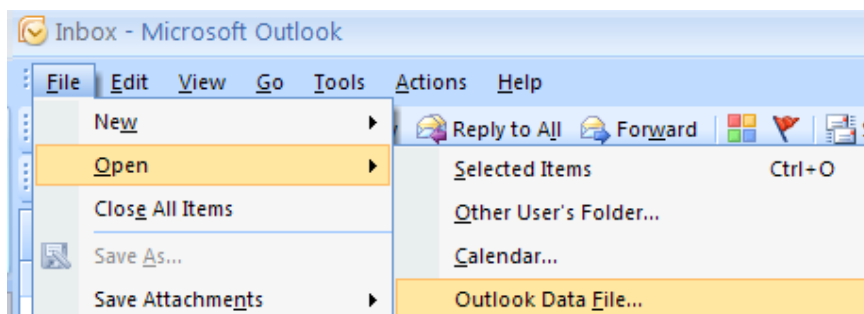 Inbox - Microsoft Outlook
File Edit View Go Tools Actions Help
New Reply to All Forward
Open Selected Items Ctrl+O
Close All Items Other User's Folder...
Save As... Calendar...
Save Attachments Outlook Data File...